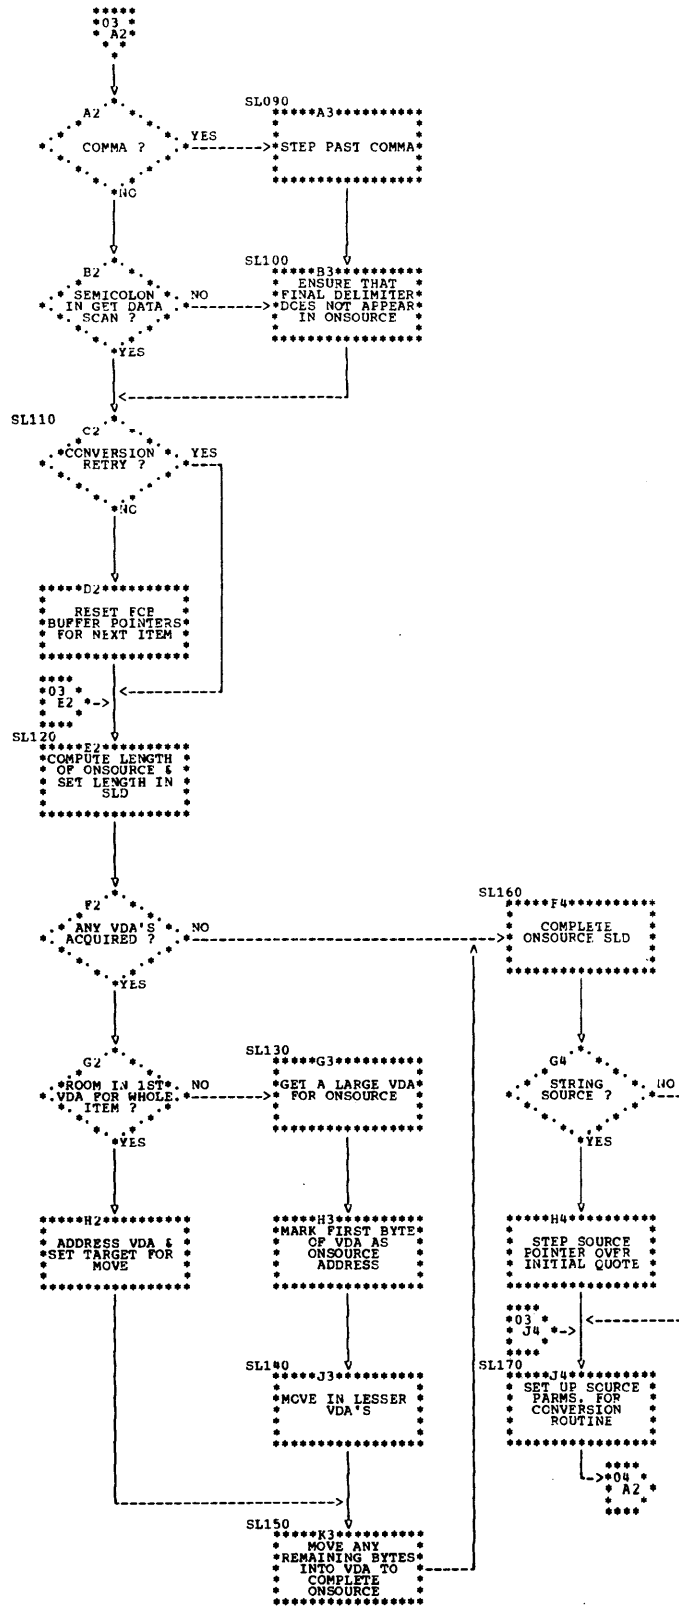 03
A2
A2
COMMA ?
YES
NO
SL090
A3
STEP PAST COMMA
B2
SEMICOLON
IN GET DATA
SCAN ?
NO
YES
SL100
B3
ENSURE THAT
FINAL DELIMITER
DOES NOT APPEAR
IN ONSOURCE
SL110
C2
CONVERSION
RETRY ?
YES
NO
D2
RESET FCB
BUFFER POINTERS
FOR NEXT ITEM
03
E2
SL120
E2
COMPUTE LENGTH
OF ONSOURCE &
SET LENGTH IN
SLD
F2
ANY VDA'S
ACQUIRED ?
NO
YES
SL160
F4
COMPLETE
ONSOURCE SLD
G2
ROOM IN 1ST
VDA FOR WHOLE
ITEM ?
NO
YES
SL130
G3
GET A LARGE VDA
FOR ONSOURCE
G4
STRING
SOURCE ?
NO
YES
H2
ADDRESS VDA &
SET TARGET FOR
MOVE
H3
MARK FIRST BYTE
OF VDA AS
ONSOURCE
ADDRESS
H4
STEP SOURCE
POINTER OVER
INITIAL QUOTE
03
J4
SL140
J3
MOVE IN LESSER
VDA'S
SL170
J4
SET UP SOURCE
PARMS. FOR
CONVERSION
ROUTINE
04
A2
SL150
K3
MOVE ANY
REMAINING BYTES
INTO VDA TO
COMPLETE
ONSOURCE